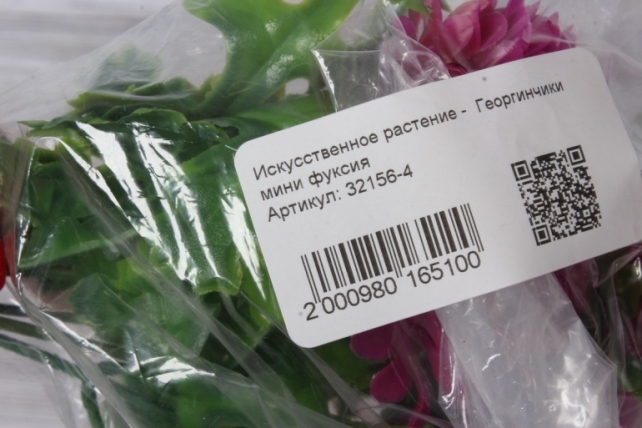 Искусственное растение - Георгинчики
мини фуксия
Артикул: 32156-4
2 000980 165100